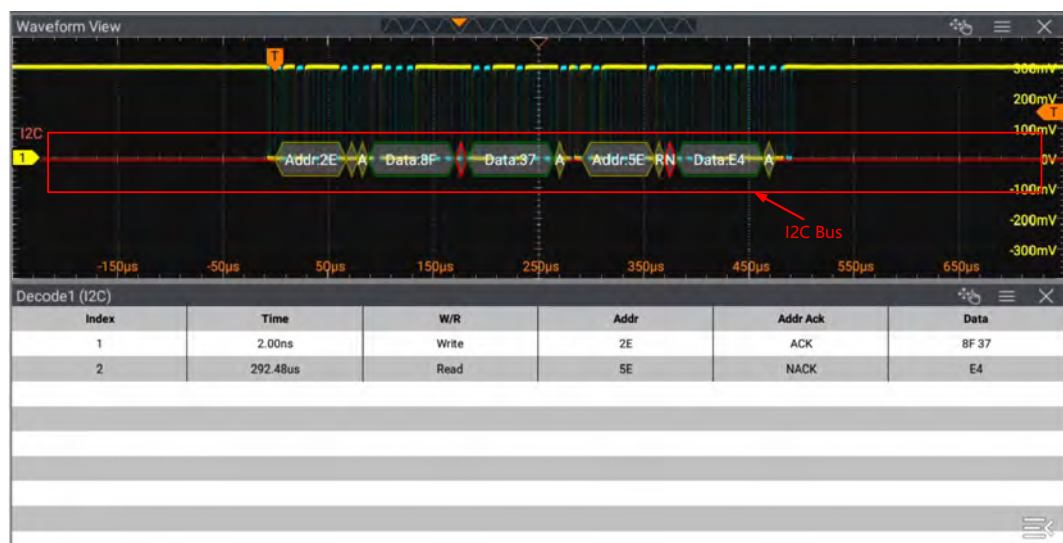 Waveform View
T
300mV
200mV
T
100mV
I2C
1
Addr:2E A Data:8F Data:37 A Addr:5E R N Data:E4 A
0V
-100mV
I2C Bus
-200mV
-300mV
-150μs -50μs 50μs 150μs 250μs 350μs 450μs 550μs 650μs
Decode1 (I2C)
Index Time W/R Addr Addr Ack Data
1 2.00ns Write 2E ACK 8F 37
2 292.48us Read 5E NACK E4